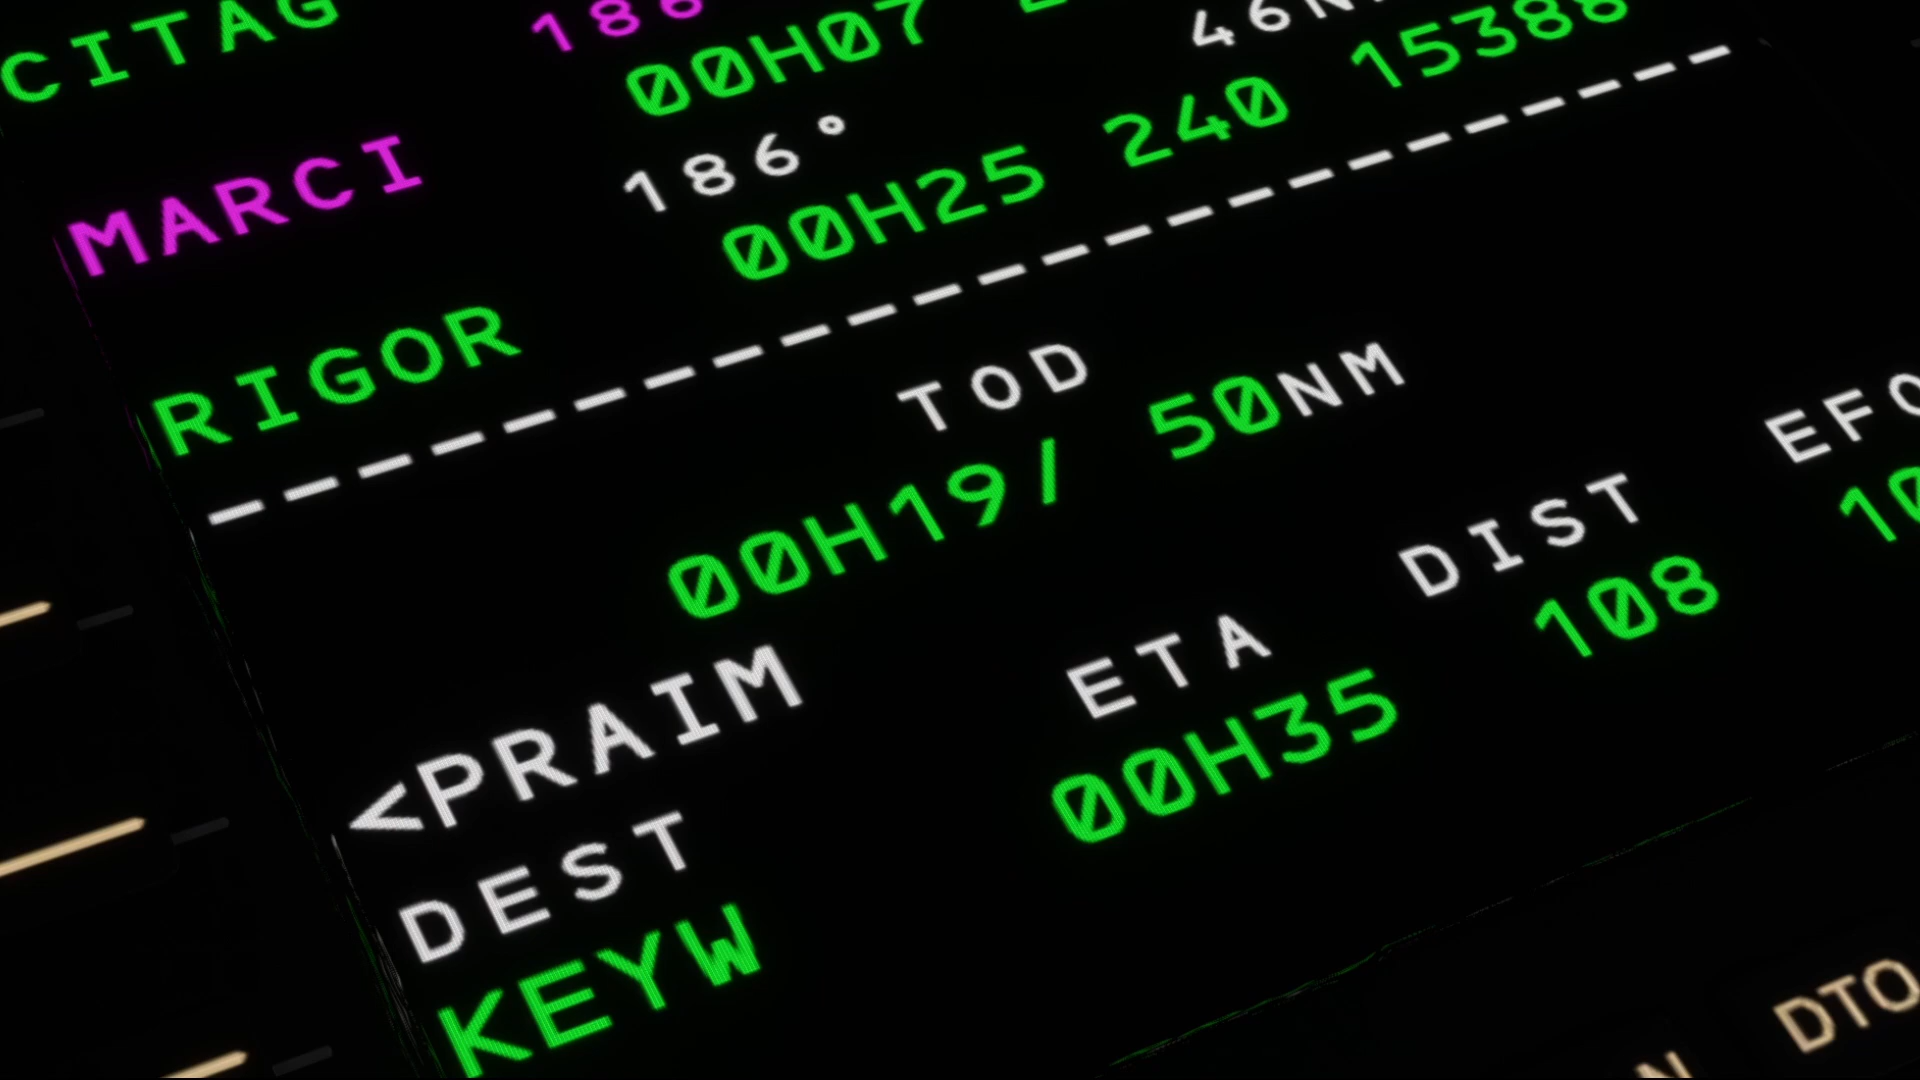 CITAG 186
00H07
46N
MARCI 186°
00H25 240 15388
RIGOR
------------------------
TOD
00H19/ 50NM
<PRAIM
ETA DIST
DEST 00H35 108
KEYW
DTO